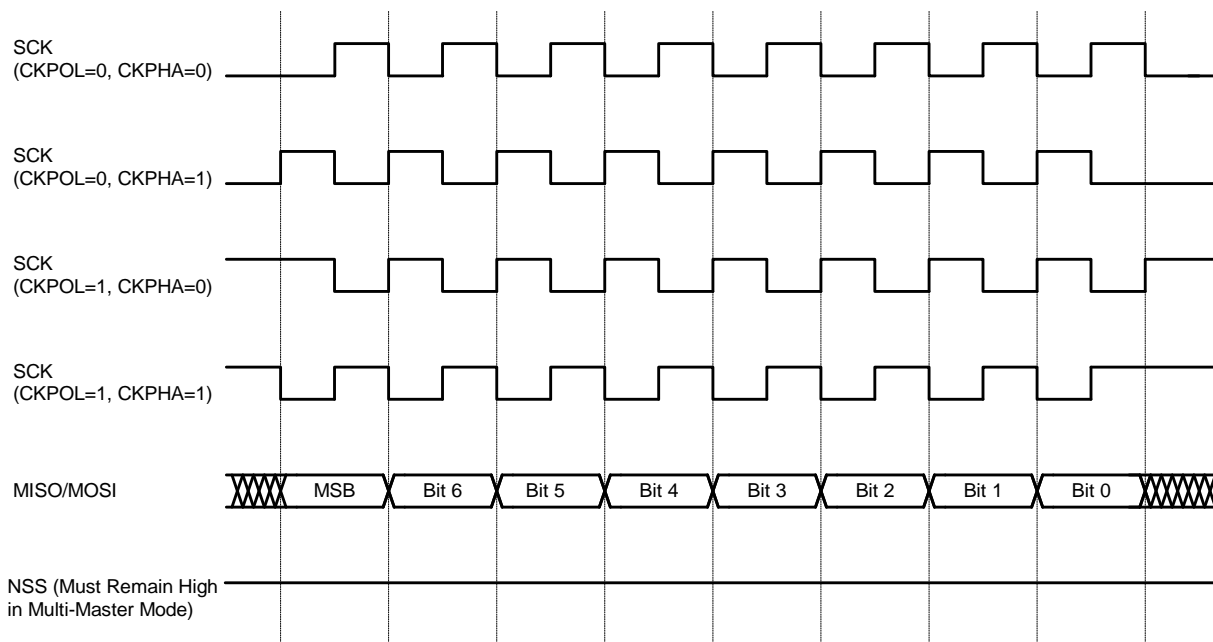 SCK
(CKPOL=0, CKPHA=0)
SCK
(CKPOL=0, CKPHA=1)
SCK
(CKPOL=1, CKPHA=0)
SCK
(CKPOL=1, CKPHA=1)
MISO/MOSI MSB Bit 6 Bit 5 Bit 4 Bit 3 Bit 2 Bit 1 Bit 0
NSS (Must Remain High
in Multi-Master Mode)